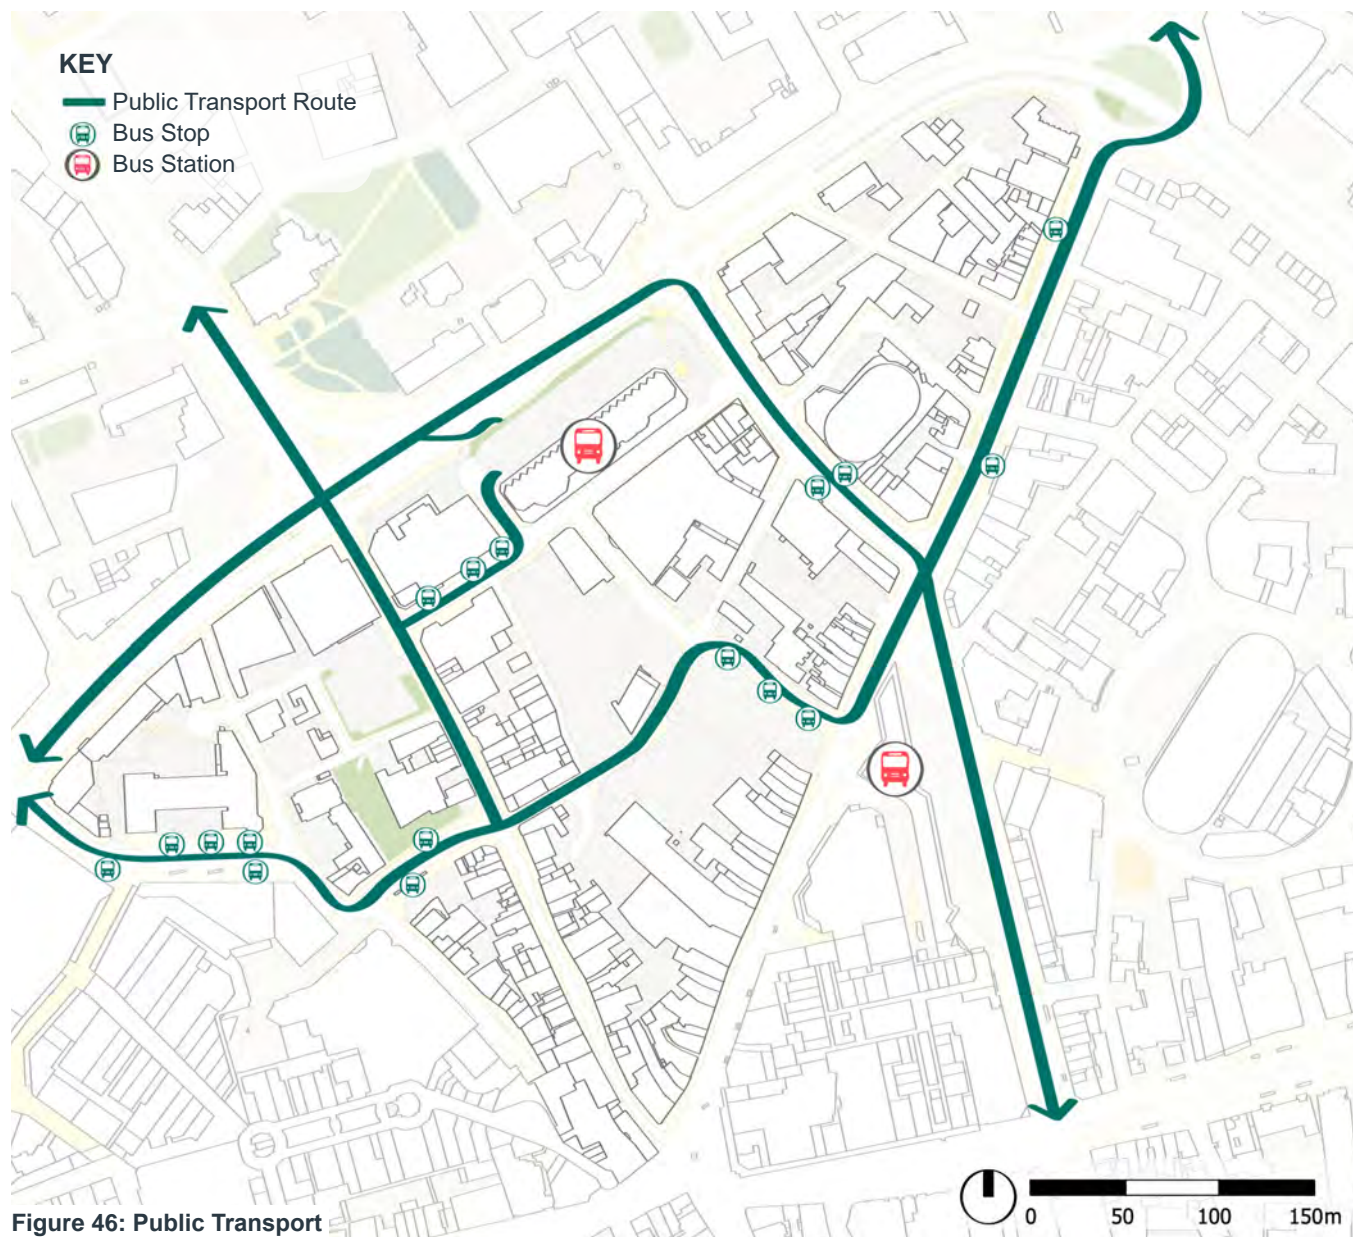 KEY
Public Transport Route
Bus Stop
Bus Station
0 50 100 150m
Figure 46: Public Transport